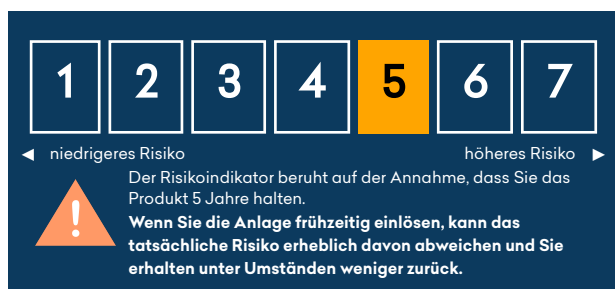 1 2 3 4 5 6 7
◄ niedrigeres Risiko höheres Risiko ►
Der Risikoindikator beruht auf der Annahme, dass Sie das
Produkt 5 Jahre halten.
! Wenn Sie die Anlage frühzeitig einlösen, kann das
tatsächliche Risiko erheblich davon abweichen und Sie
erhalten unter Umständen weniger zurück.